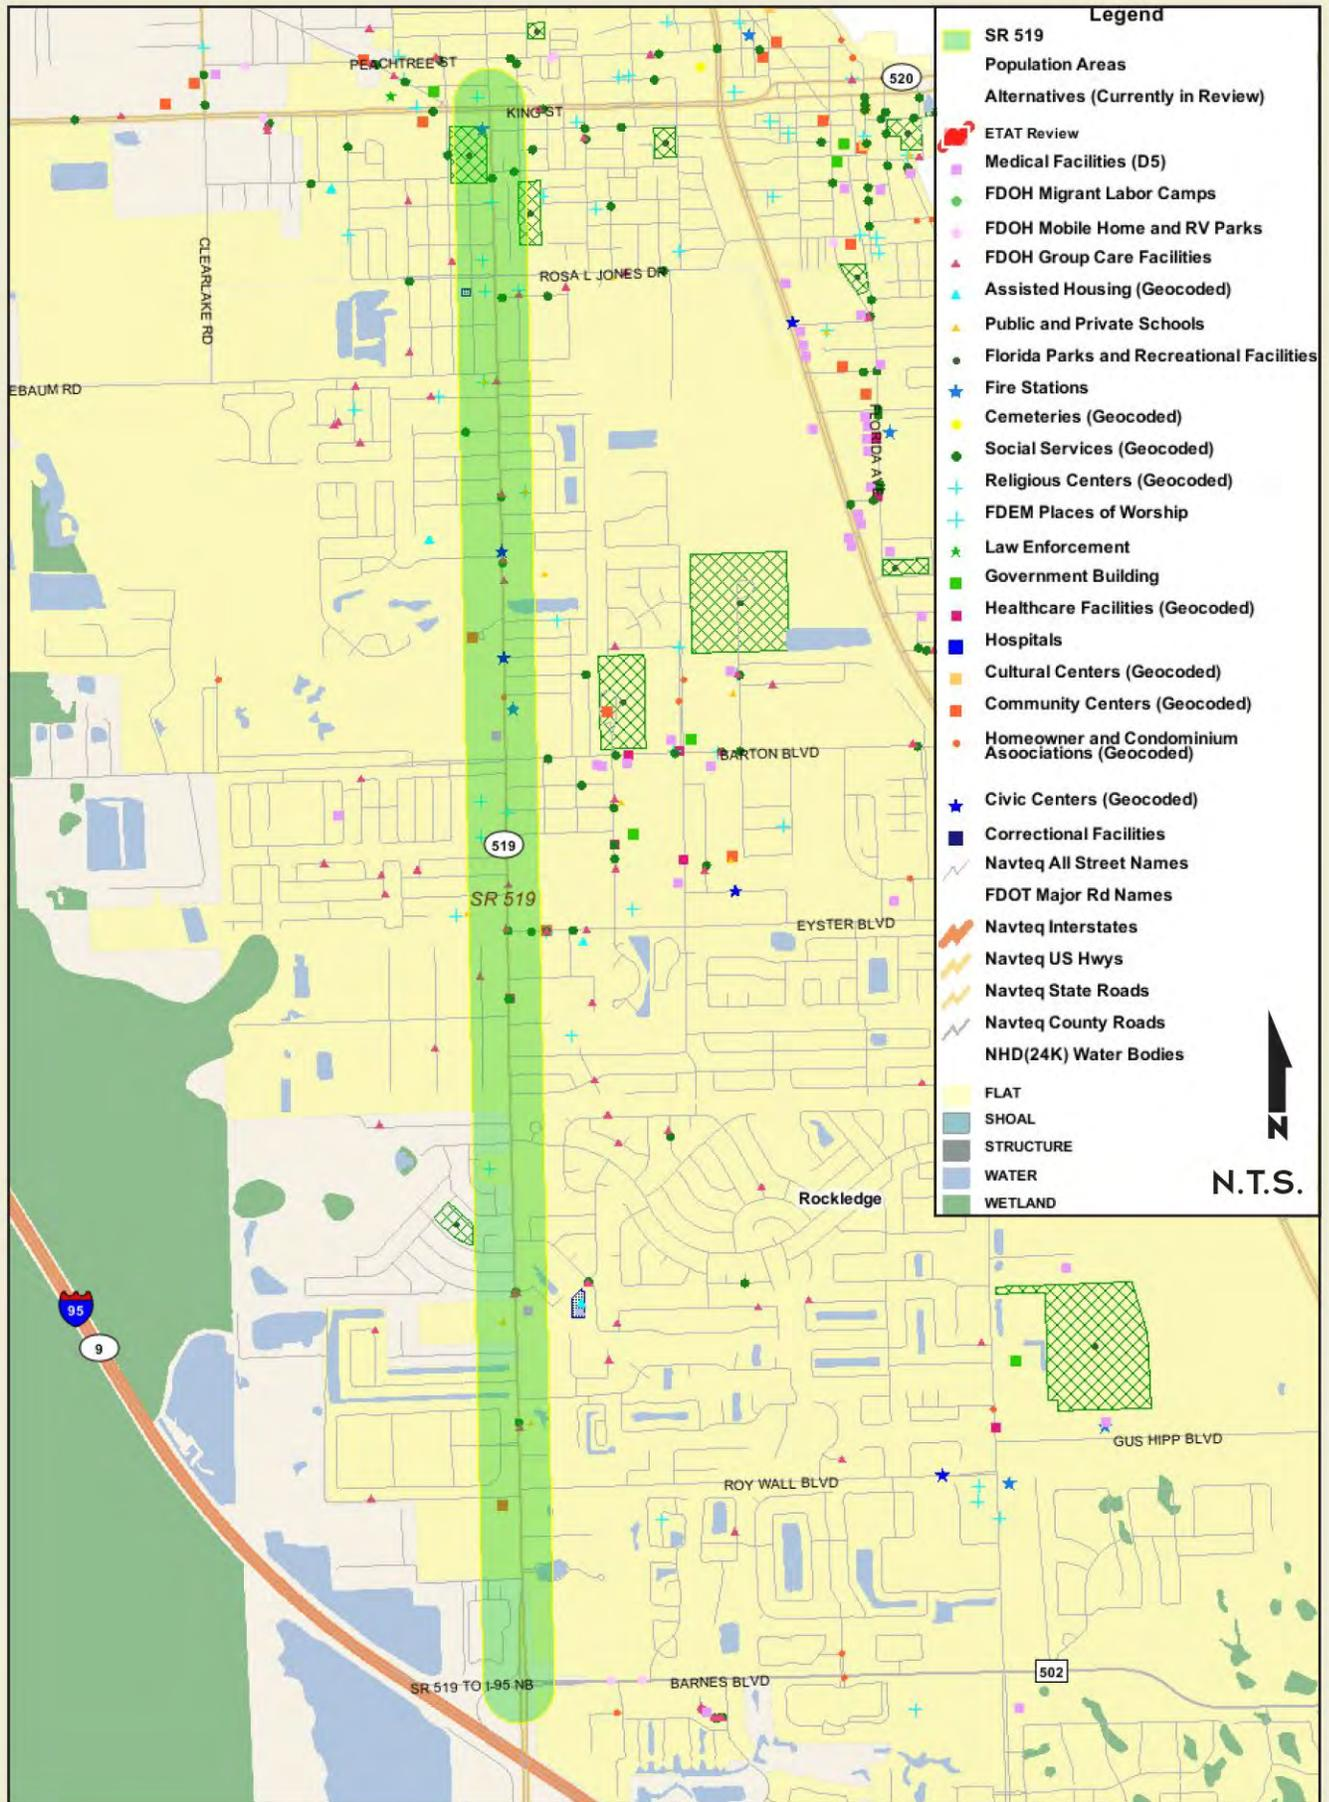 Legend
SR 519
Population Areas
Alternatives (Currently in Review)
ETAT Review
Medical Facilities (D5)
FDOH Migrant Labor Camps
FDOH Mobile Home and RV Parks
FDOH Group Care Facilities
Assisted Housing (Geocoded)
Public and Private Schools
Florida Parks and Recreational Facilities
Fire Stations
Cemeteries (Geocoded)
Social Services (Geocoded)
Religious Centers (Geocoded)
FDEM Places of Worship
Law Enforcement
Government Building
Healthcare Facilities (Geocoded)
Hospitals
Cultural Centers (Geocoded)
Community Centers (Geocoded)
Homeowner and Condominium
Asoociations (Geocoded)
Civic Centers (Geocoded)
Correctional Facilities
Navteq All Street Names
FDOT Major Rd Names
Navteq Interstates
Navteq US Hwys
Navteq State Roads
Navteq County Roads
NHD(24K) Water Bodies
FLAT
SHOAL
STRUCTURE
WATER
WETLAND
N
N.T.S.
PEACHTREE ST
520
KING ST
CLEARLAKE RD
ROSA L JONES DR
EBAUM RD
FLORIDA AVE
BARTON BLVD
519
SR 519
EYSTER BLVD
Rockledge
95
9
GUS HIPP BLVD
ROY WALL BLVD
502
SR 519 TO I-95 NB
BARNES BLVD